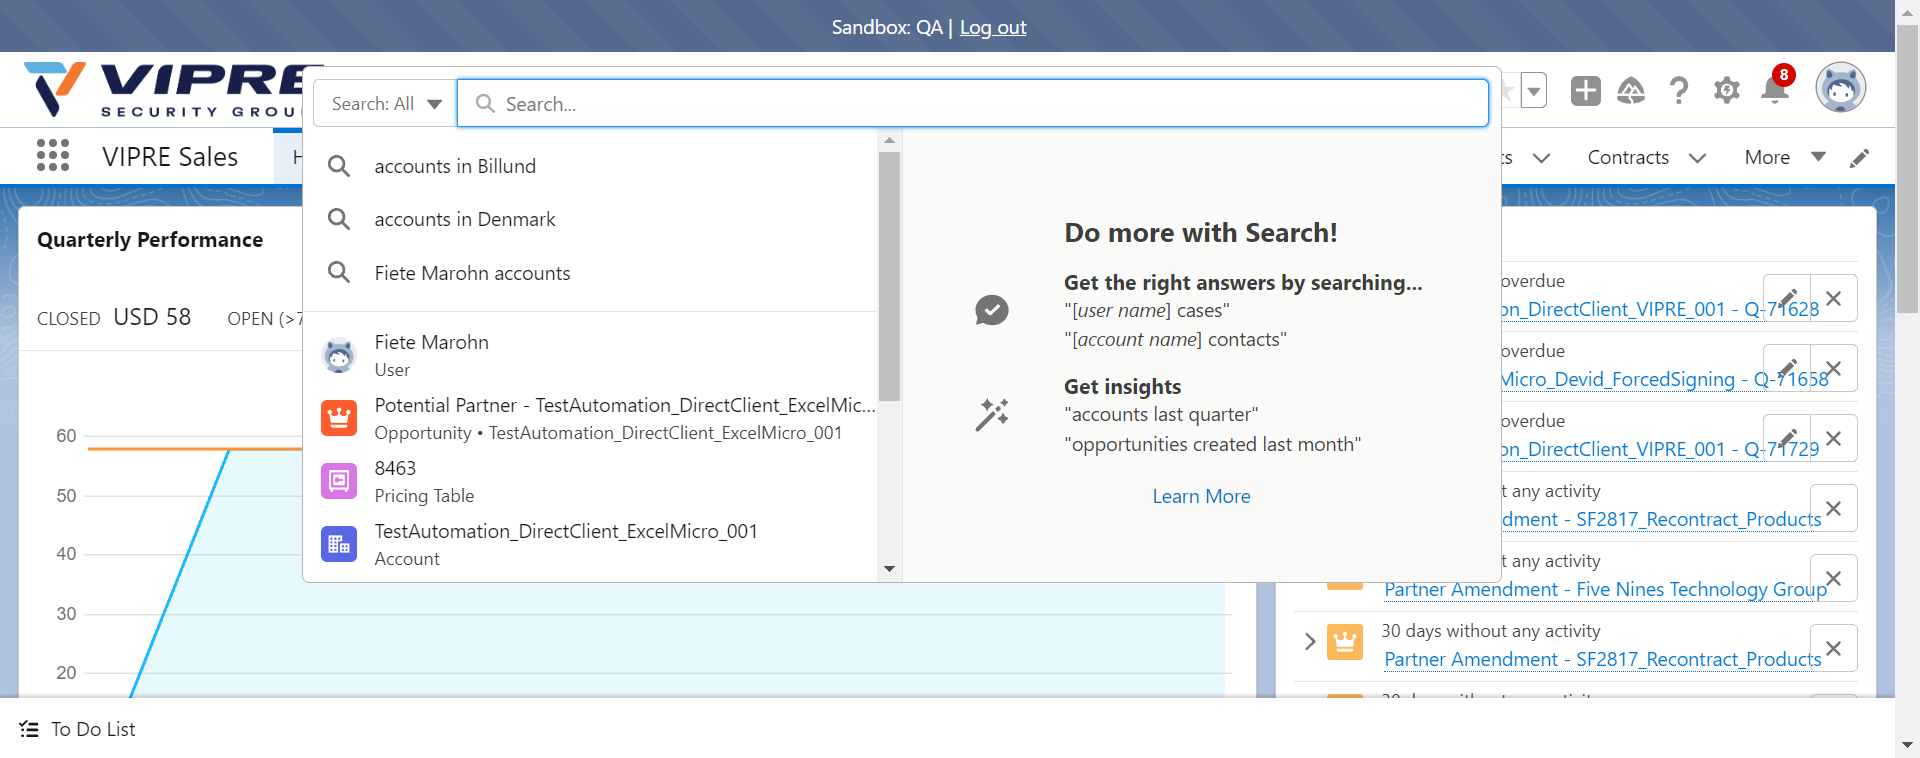 Sandbox: QA | Log out
VIPRE
SECURITY GROU
Search: All
Search...
8
VIPRE Sales
H
ts
Contracts
More
accounts in Billund
accounts in Denmark
Fiete Marohn accounts
Fiete Marohn
User
Potential Partner - TestAutomation_DirectClient_ExcelMic...
Opportunity • TestAutomation_DirectClient_ExcelMicro_001
8463
Pricing Table
TestAutomation_DirectClient_ExcelMicro_001
Account
Do more with Search!
Get the right answers by searching...
"[user name] cases"
"[account name] contacts"
Get insights
"accounts last quarter"
"opportunities created last month"
Learn More
Quarterly Performance
CLOSED USD 58 OPEN (>7
60
50
40
30
20
overdue
on_DirectClient_VIPRE_001 - Q-71628
overdue
Micro_Devid_ForcedSigning - Q-71658
overdue
on_DirectClient_VIPRE_001 - Q-71729
t any activity
dment - SF2817_Recontract_Products
t any activity
Partner Amendment - Five Nines Technology Group
30 days without any activity
Partner Amendment - SF2817_Recontract_Products
To Do List